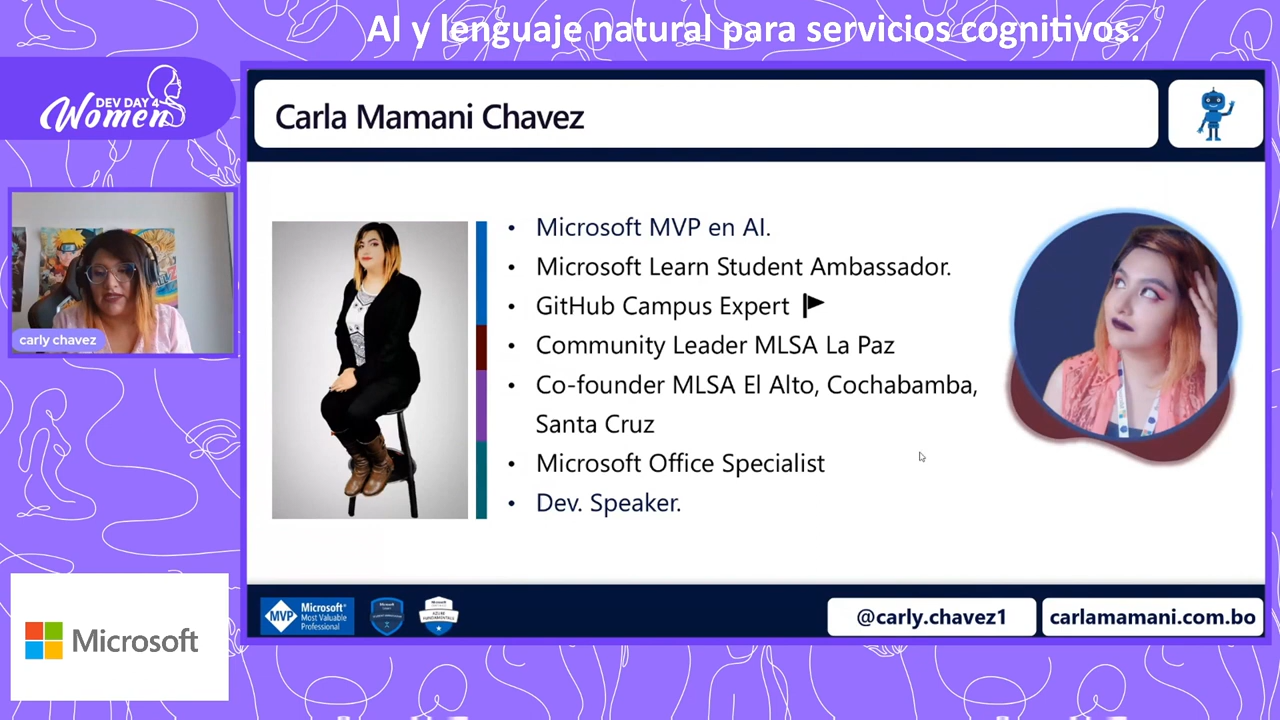 AI y lenguaje natural para servicios cognitivos.
DEV DAY 4
Women
carly chavez
Microsoft
Carla Mamani Chavez
• Microsoft MVP en AI.
• Microsoft Learn Student Ambassador.
• GitHub Campus Expert
• Community Leader MLSA La Paz
• Co-founder MLSA El Alto, Cochabamba,
Santa Cruz
• Microsoft Office Specialist
• Dev. Speaker.
MVP
Microsoft®
Most Valuable
Professional
@carly.chavez1
carlamamani.com.bo